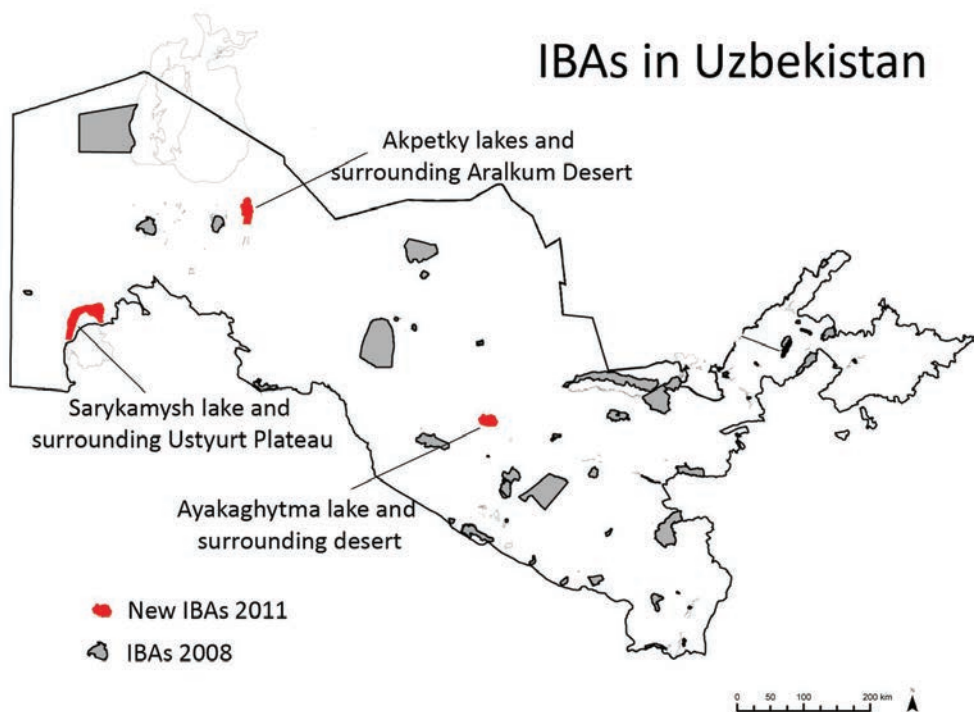 IBAs in Uzbekistan
Akpetky lakes and
surrounding Aralkum Desert
Sarykamysh lake and
surrounding Ustyurt Plateau
Ayakaghytma lake and
surrounding desert
New IBAs 2011
IBAs 2008
0 50 100 200 km
N